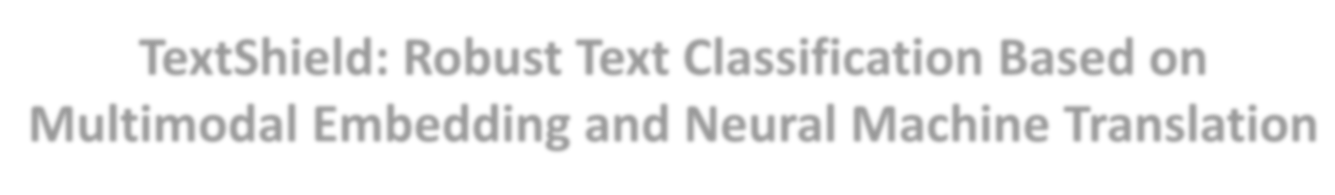 TextShield: Robust Text Classification Based on
Multimodal Embedding and Neural Machine Translation